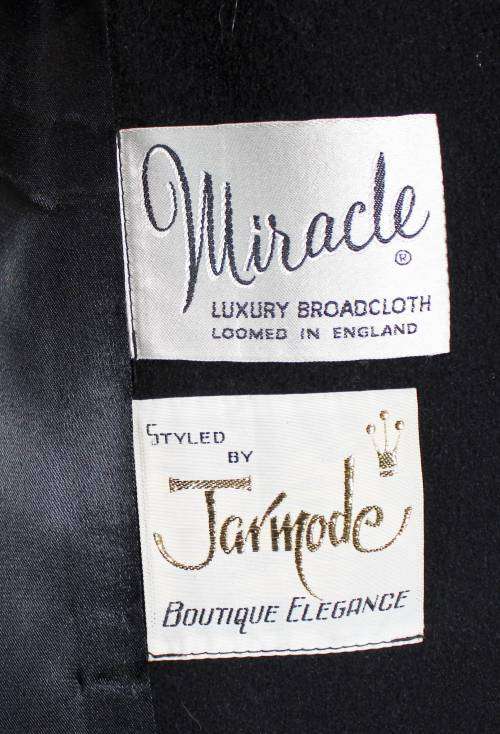 Miracle
®
LUXURY BROADCLOTH
LOOMED IN ENGLAND
STYLED
BY
Jarmode
BOUTIQUE ELEGANCE